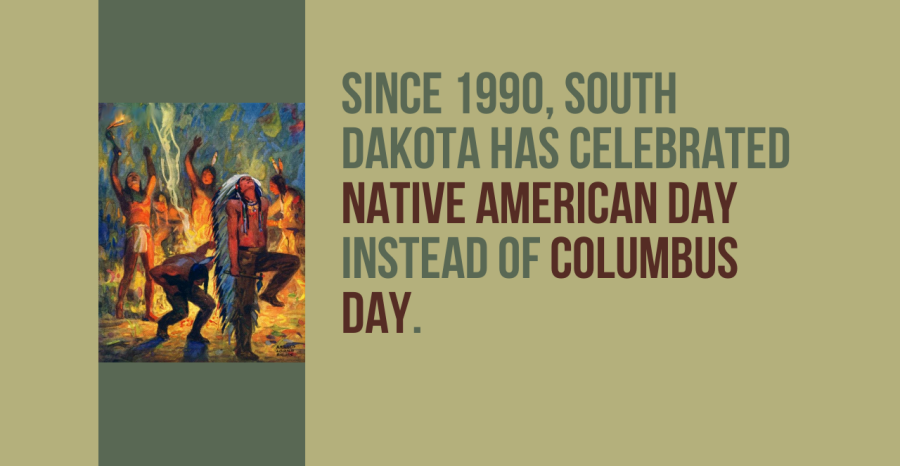 SINCE 1990, SOUTH
DAKOTA HAS CELEBRATED
NATIVE AMERICAN DAY
INSTEAD OF COLUMBUS
DAY.